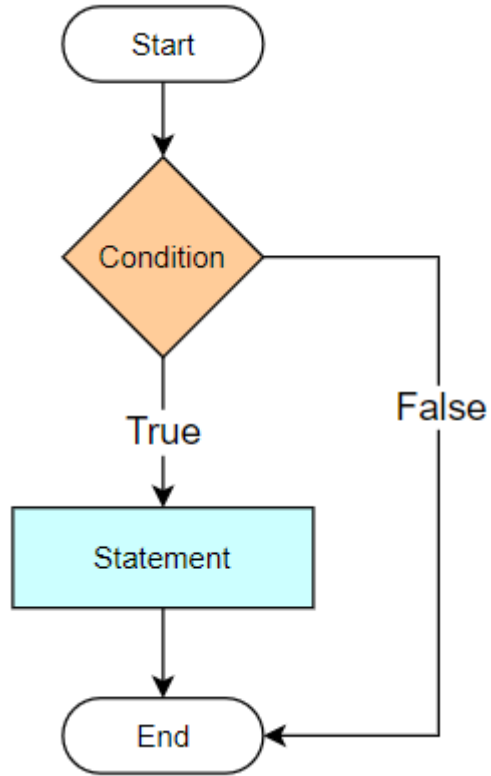 Start
Condition
True
False
Statement
End